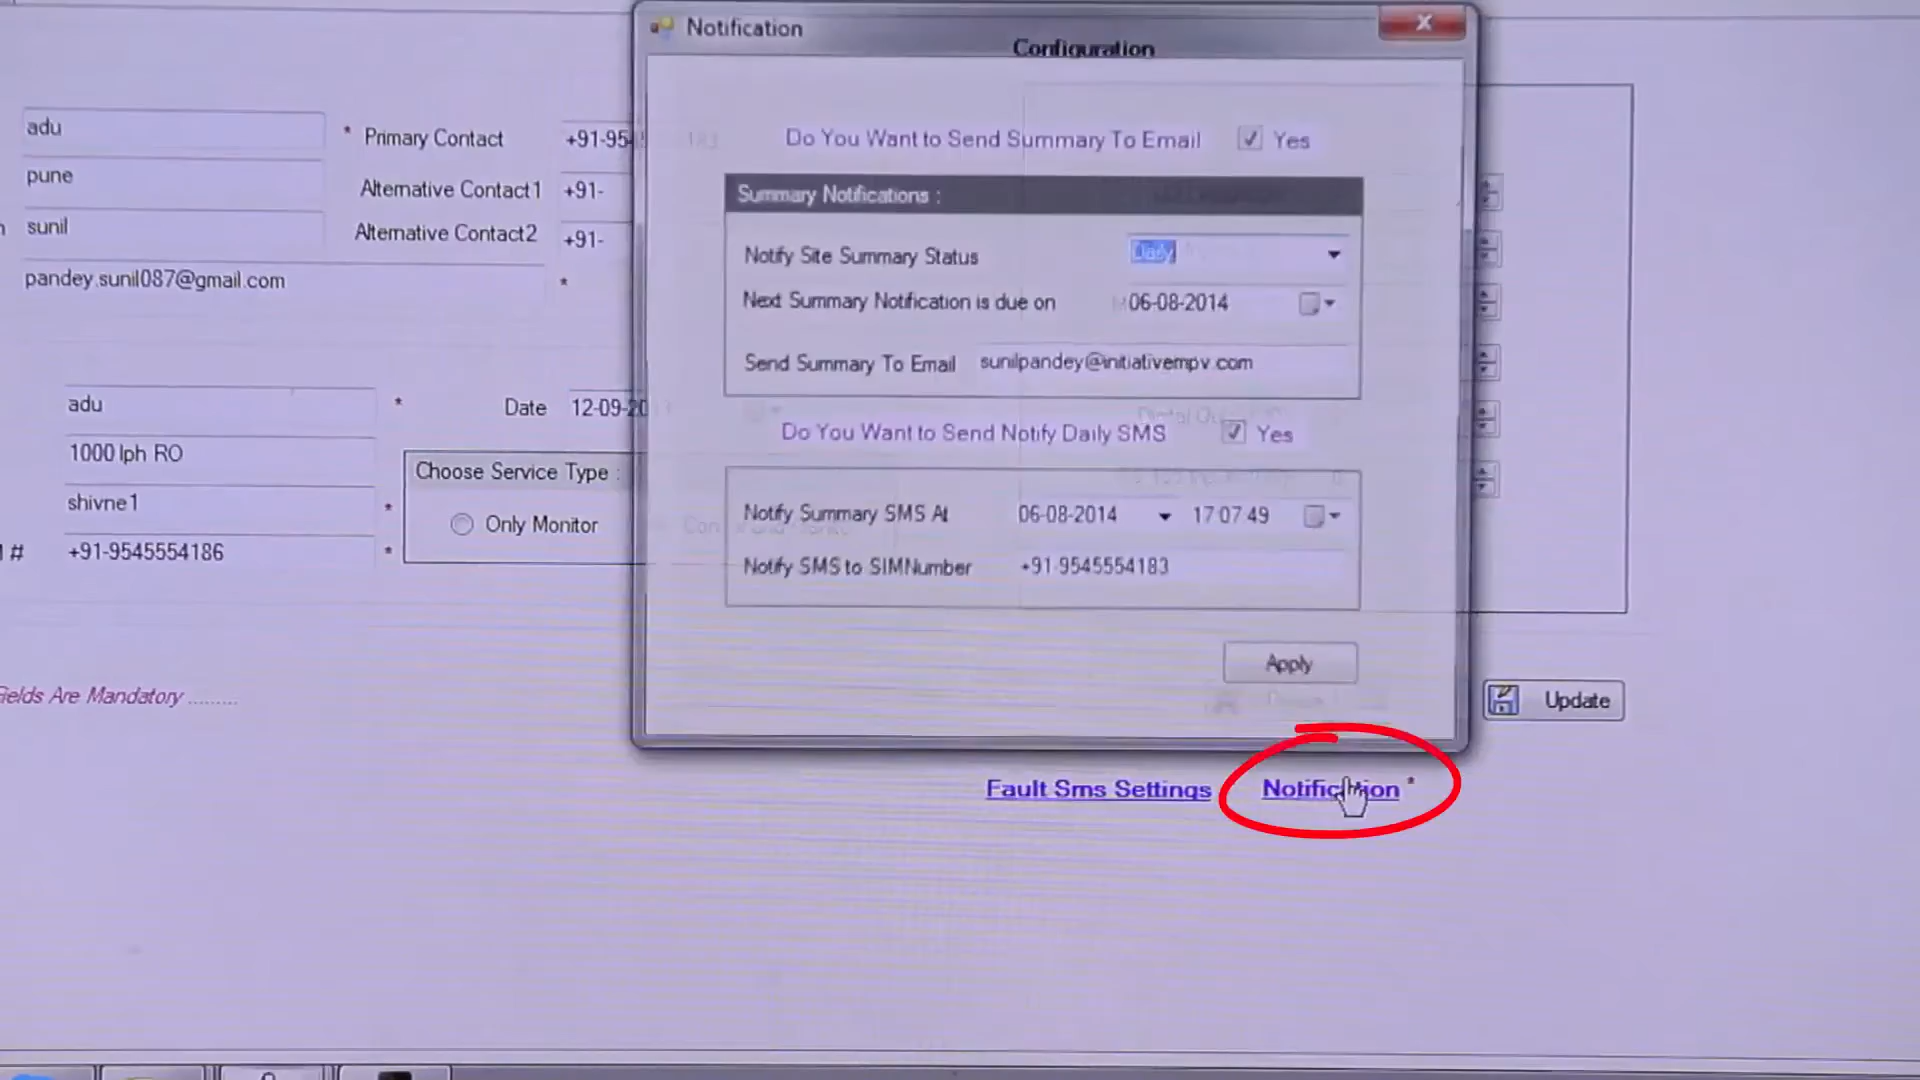 Notification
Configuration
adu
* Primary Contact
+91-954
183
Do You Want to Send Summary To Email
Yes
pune
Alternative Contact1
+91-
Summary Notifications :
sunil
Alternative Contact2
+91-
Notify Site Summary Status
Daily
pandey.sunil087@gmail.com
*
Next Summary Notification is due on
06-08-2014
Send Summary To Email
sunilpandey@initiativempv.com
adu
*
Date
12-09-20
Do You Want to Send Notify Daily SMS
Yes
1000 lph RO
Choose Service Type :
shivne1
*
Only Monitor
Notify Summary SMS At
06-08-2014
17:07:49
#
+91-9545554186
*
Notify SMS to SIMNumber
+91-9545554183
Apply
Fields Are Mandatory .........
Update
Fault Sms Settings
Notification *